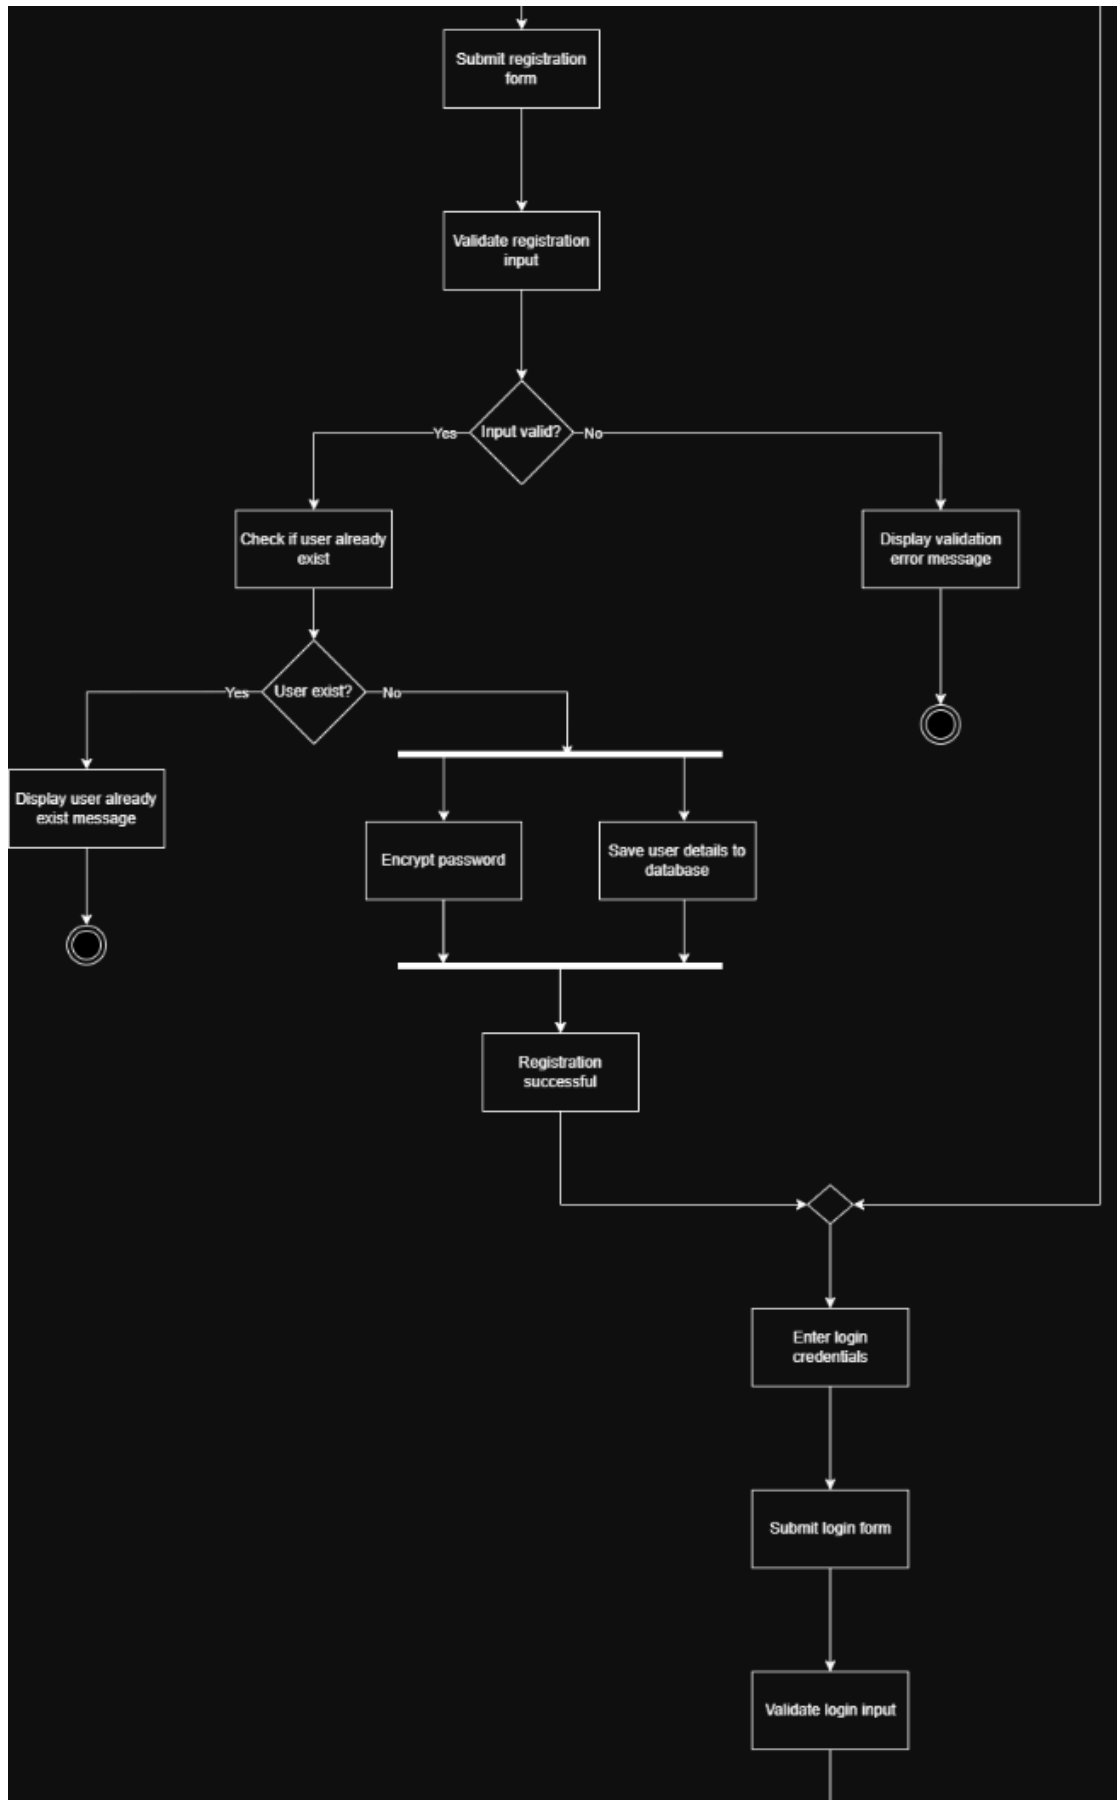 Submit registration
form
Validate registration
input
Yes
Input valid?
No
Check if user already
exist
Display validation
error message
Yes
User exist?
No
Display user already
exist message
Encrypt password
Save user details to
database
Registration
successful
Enter login
credentials
Submit login form
Validate login input